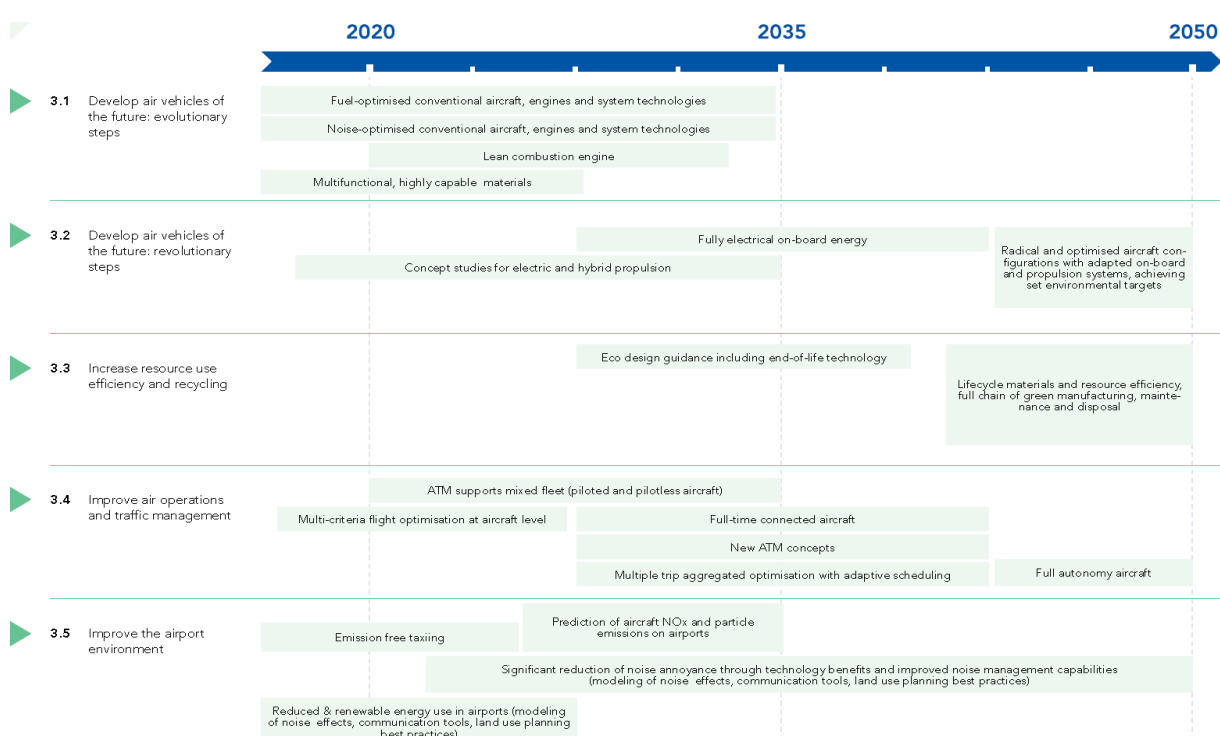 2020
2035
2050
3.1
Develop air vehicles of
the future: evolutionary
steps
Fuel-optimised conventional aircraft, engines and system technologies
Noise-optimised conventional aircraft, engines and system technologies
Lean combustion engine
Multifunctional, highly capable materials
3.2
Develop air vehicles of
the future: revolutionary
steps
Fully electrical on-board energy
Concept studies for electric and hybrid propulsion
Radical and optimised aircraft con-
figurations with adapted on-board
and propulsion systems, achieving
set environmental targets
3.3
Increase resource use
efficiency and recycling
Eco design guidance including end-of-life technology
Lifecycle materials and resource efficiency,
full chain of green manufacturing, mainte-
nance and disposal
3.4
Improve air operations
and traffic management
ATM supports mixed fleet (piloted and pilotless aircraft)
Multi-criteria flight optimisation at aircraft level
Full-time connected aircraft
New ATM concepts
Multiple trip aggregated optimisation with adaptive scheduling
Full autonomy aircraft
3.5
Improve the airport
environment
Emission free taxiing
Prediction of aircraft NOx and particle
emissions on airports
Significant reduction of noise annoyance through technology benefits and improved noise management capabilities
(modeling of noise effects, communication tools, land use planning best practices)
Reduced & renewable energy use in airports (modeling
of noise effects, communication tools, land use planning
best practices)